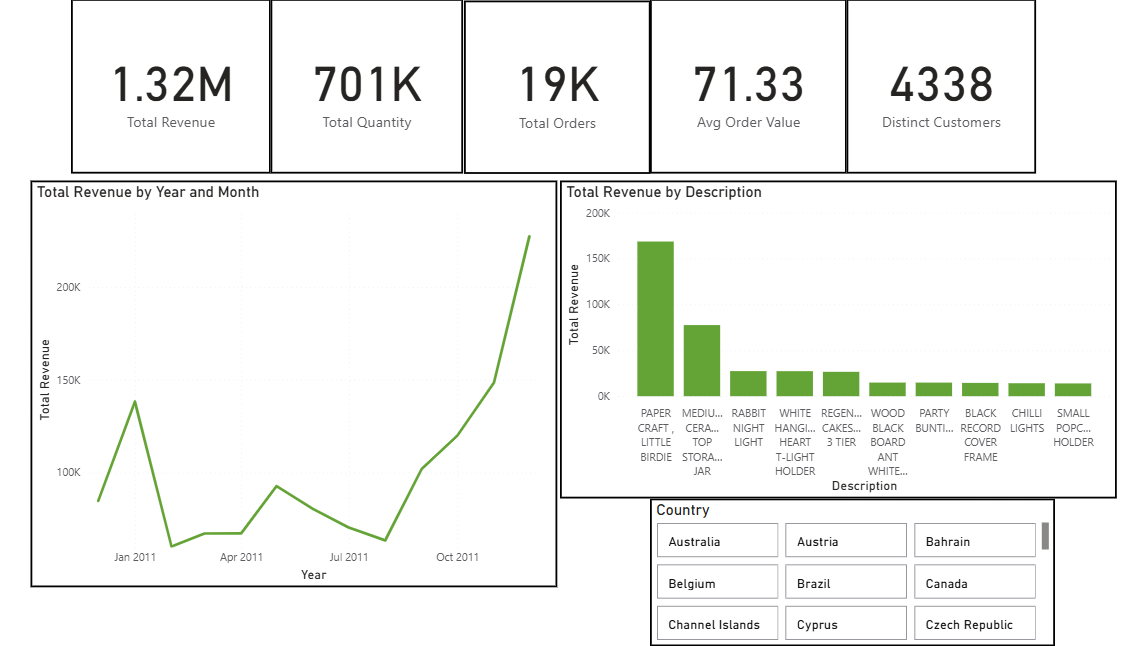 1.32M
Total Revenue
701K
Total Quantity
19K
Total Orders
71.33
Avg Order Value
4338
Distinct Customers
Total Revenue by Year and Month
Total Revenue
200K
150K
100K
Jan 2011
Apr 2011
Jul 2011
Oct 2011
Year
Total Revenue by Description
Total Revenue
200K
150K
100K
50K
0K
PAPER
CRAFT ,
LITTLE
BIRDIE
MEDIU...
CERA...
TOP
STORA...
JAR
RABBIT
NIGHT
LIGHT
WHITE
HANGI...
HEART
T-LIGHT
HOLDER
REGEN...
CAKES...
3 TIER
WOOD
BLACK
BOARD
ANT
WHITE...
PARTY
BUNTI...
BLACK
RECORD
COVER
FRAME
CHILLI
LIGHTS
SMALL
POPC...
HOLDER
Description
Country
Australia
Austria
Bahrain
Belgium
Brazil
Canada
Channel Islands
Cyprus
Czech Republic